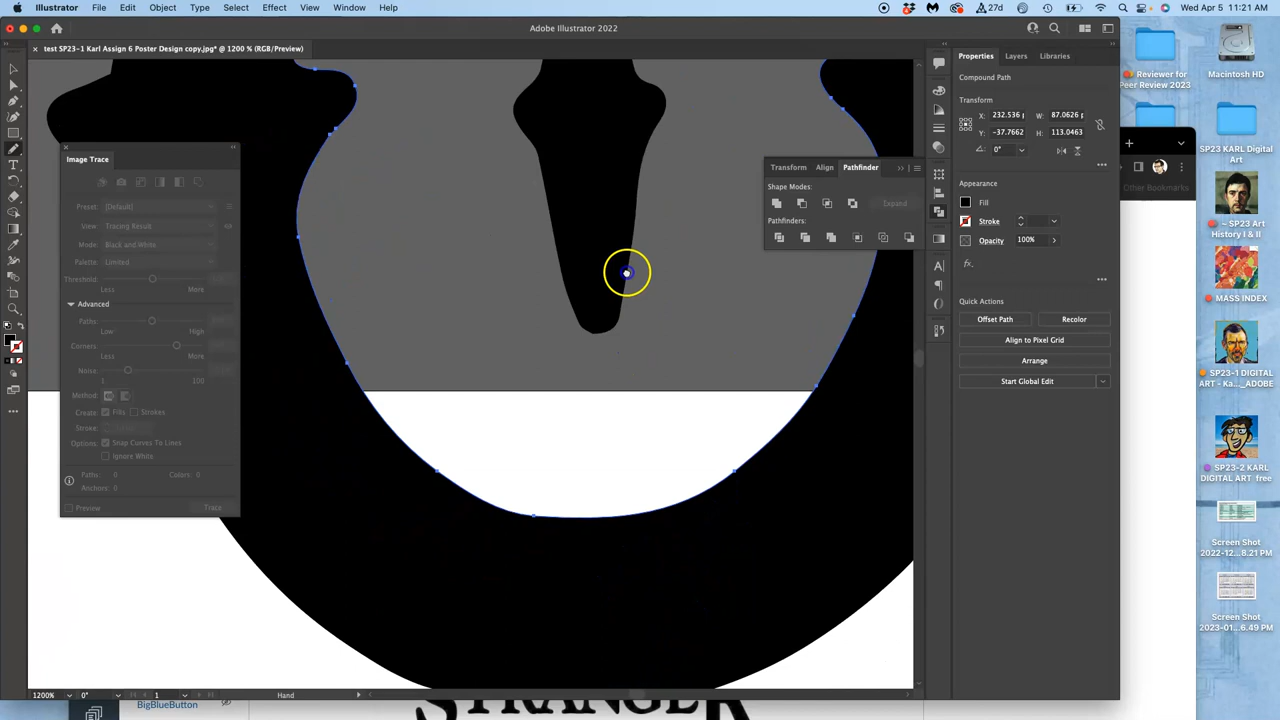 Illustrator File Edit Object Type Select Effect View Window Help
27d
Wed Apr 5 11:21 AM
Adobe Illustrator 2022
test SP23-1 Karl Assign 6 Poster Design copy.jpg* @ 1200 % (RGB/Preview)
Image Trace
Preset: [Default]
View: Tracing Result
Mode: Black and White
Palette: Limited
Threshold:
Less More
Advanced
Paths:
Low High
Corners:
Less More
Noise:
1 100
Method:
Create: Fills Strokes
Stroke:
Options: Snap Curves To Lines
Ignore White
Paths: 0 Colors: 0
Anchors: 0
Preview Trace
Transform Align Pathfinder
Shape Modes:
Expand
Pathfinders:
Properties Layers Libraries
Compound Path
Transform
X: 232.536 p W: 87.0626 p
Y: -37.7662 H: 113.0463
0°
Appearance
Fill
Stroke
Opacity 100%
fx.
Quick Actions
Offset Path Recolor
Align to Pixel Grid
Arrange
Start Global Edit
Other Bookmarks
Reviewer for
Peer Review 2023
Macintosh HD
SP23 KARL Digital
Art
~ SP23 Art
History I & II
MASS INDEX
SP23-1 DIGITAL
ART - Ka..._ADOBE
SP23-2 KARL
DIGITAL ART free
Screen Shot
2022-12...8.21 PM
Screen Shot
2023-01...6.49 PM
1200% 0° 1 Hand
BigBlueButton
STRANGER